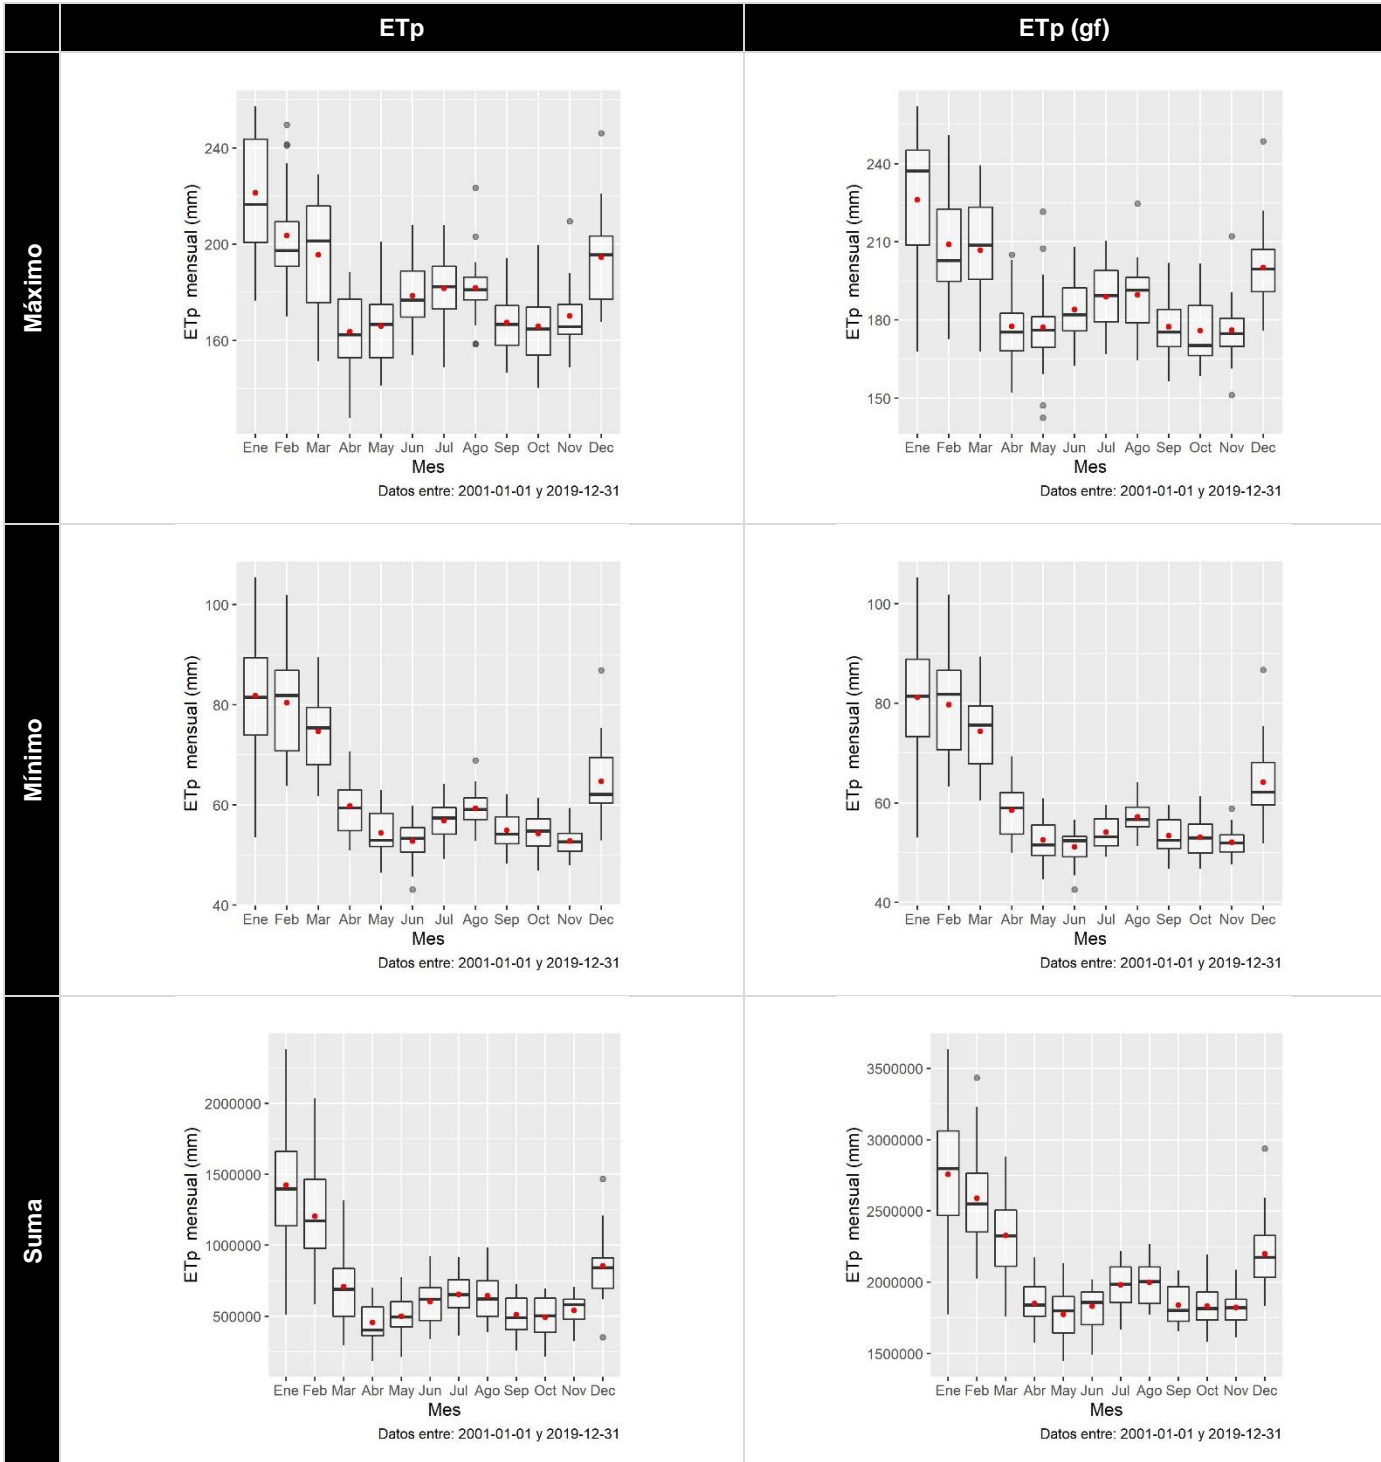 ETp ETp (gf)
Máximo
ETp mensual (mm)
240
200
160
Ene Feb Mar Abr May Jun Jul Ago Sep Oct Nov Dec
Mes
Datos entre: 2001-01-01 y 2019-12-31
ETp mensual (mm)
240
210
180
150
Ene Feb Mar Abr May Jun Jul Ago Sep Oct Nov Dec
Mes
Datos entre: 2001-01-01 y 2019-12-31
Mínimo
ETp mensual (mm)
100
80
60
40
Ene Feb Mar Abr May Jun Jul Ago Sep Oct Nov Dec
Mes
Datos entre: 2001-01-01 y 2019-12-31
ETp mensual (mm)
100
80
60
40
Ene Feb Mar Abr May Jun Jul Ago Sep Oct Nov Dec
Mes
Datos entre: 2001-01-01 y 2019-12-31
Suma
ETp mensual (mm)
2000000
1500000
1000000
500000
Ene Feb Mar Abr May Jun Jul Ago Sep Oct Nov Dec
Mes
Datos entre: 2001-01-01 y 2019-12-31
ETp mensual (mm)
3500000
3000000
2500000
2000000
1500000
Ene Feb Mar Abr May Jun Jul Ago Sep Oct Nov Dec
Mes
Datos entre: 2001-01-01 y 2019-12-31